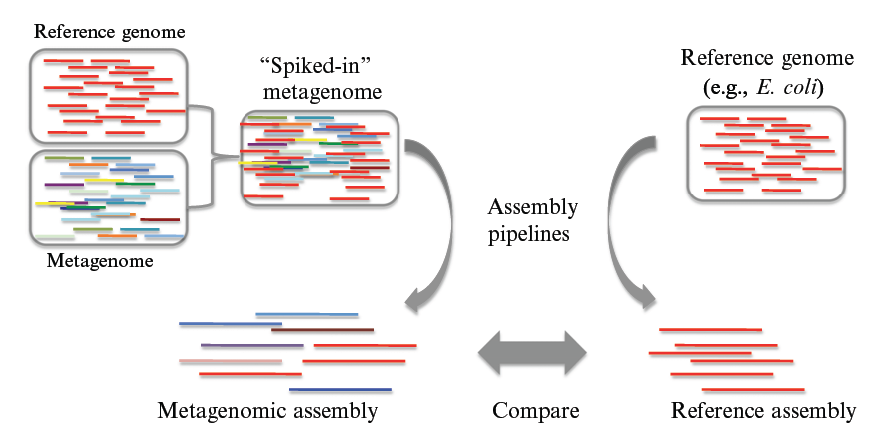 Reference genome
"Spiked-in"
metagenome
Metagenome
Reference genome
(e.g., E. coli)
Assembly
pipelines
Metagenomic assembly
Compare
Reference assembly